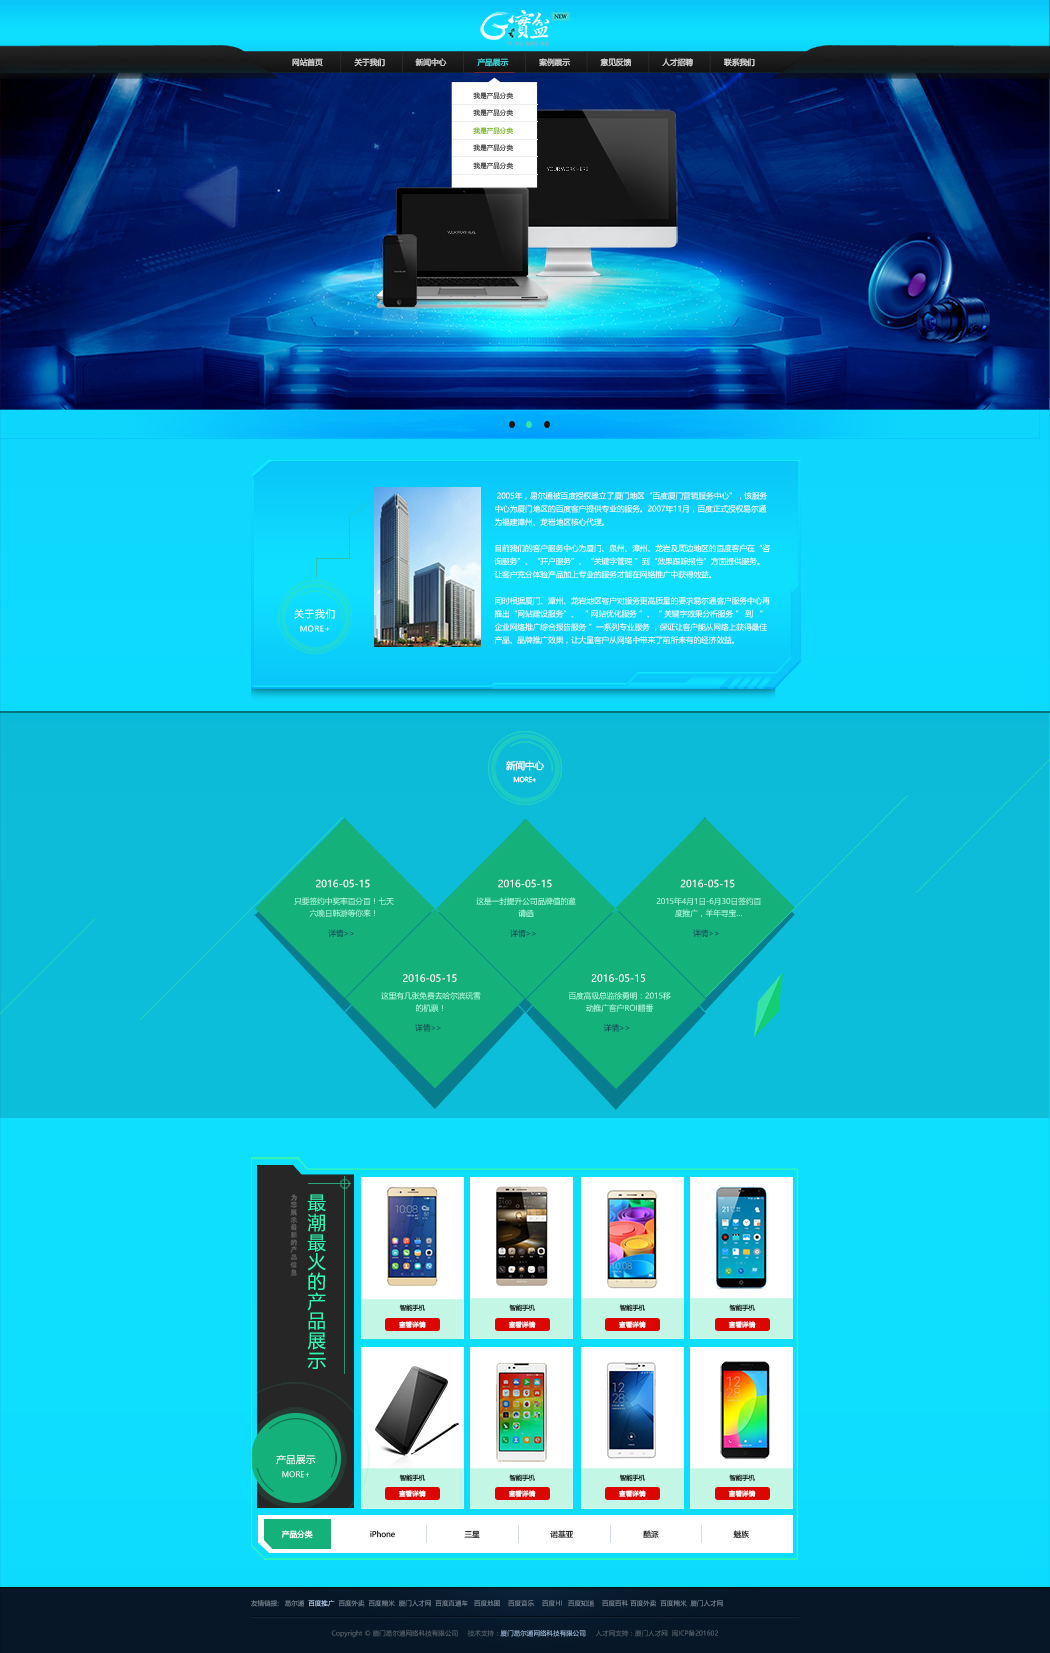 G寶盆 NEW
网站首页 关于我们 新闻中心 产品展示 案例展示 意见反馈 人才招聘 联系我们
我是产品分类
我是产品分类
我是产品分类
我是产品分类
我是产品分类
YOUR WORK HERE
YOUR WORK HERE
2005年，易尔通被百度授权建立了厦门地区“百度厦门营销服务中心”，该服务
中心为厦门地区的百度客户提供专业的服务。2007年11月，百度正式授权易尔通
为福建漳州、龙岩地区核心代理。
目前我们的客户服务中心为厦门、泉州、漳州、龙岩及周边地区的百度客户在“咨
询服务”、“开户服务”、“关键字管理”到“效果跟踪报告”方面提供服务。
让客户充分体验产品加上专业的服务才能在网络推广中获得效益。
同时根据厦门、漳州、龙岩地区客户对服务更高质量的要求易尔通客户服务中心再
推出“网站建设服务”、“网站优化服务”、“关键字效果分析服务”到“
企业网络推广综合报告服务”一系列专业服务，保证让客户能从网络上获得最佳
产品、品牌推广效果，让大量客户从网络中带来了前所未有的经济效益。
关于我们
MORE+
新闻中心
MORE+
2016-05-15
只要签约中奖率百分百！七天
六晚日韩游等你来！
详情>>
2016-05-15
这是一封提升公司品牌值的邀
请函
详情>>
2016-05-15
2015年4月1日-6月30日签约百
度推广，羊年寻宝...
详情>>
2016-05-15
这里有几张免费去哈尔滨玩雪
的机票！
详情>>
2016-05-15
百度高级总监徐勇明：2015移
动推广客户ROI翻番
详情>>
最潮最火的产品展示
为您展示最新的产品信息
产品展示
MORE+
智能手机 智能手机 智能手机 智能手机
查看详情 查看详情 查看详情 查看详情
智能手机 智能手机 智能手机 智能手机
查看详情 查看详情 查看详情 查看详情
产品分类 iPhone 三星 诺基亚 酷派 魅族
友情链接: 易尔通 百度推广 百度外卖 百度糯米 厦门人才网 百度直通车 百度地图 百度音乐 百度HI 百度知道 百度百科 百度外卖 百度糯米 厦门人才网
Copyright © 厦门易尔通网络科技有限公司 技术支持：厦门易尔通网络科技有限公司 人才网支持：厦门人才网 闽ICP备201602